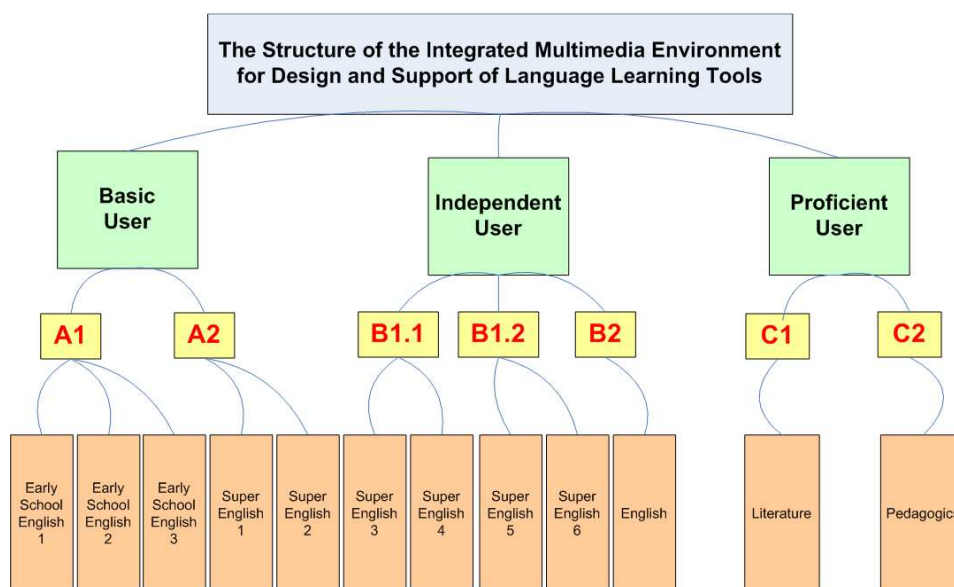 The Structure of the Integrated Multimedia Environment
for Design and Support of Language Learning Tools
Basic
User
Independent
User
Proficient
User
A1
A2
B1.1
B1.2
B2
C1
C2
Early
School
English
1
Early
School
English
2
Early
School
English
3
Super
English
1
Super
English
2
Super
English
3
Super
English
4
Super
English
5
Super
English
6
English
Literature
Pedagogics